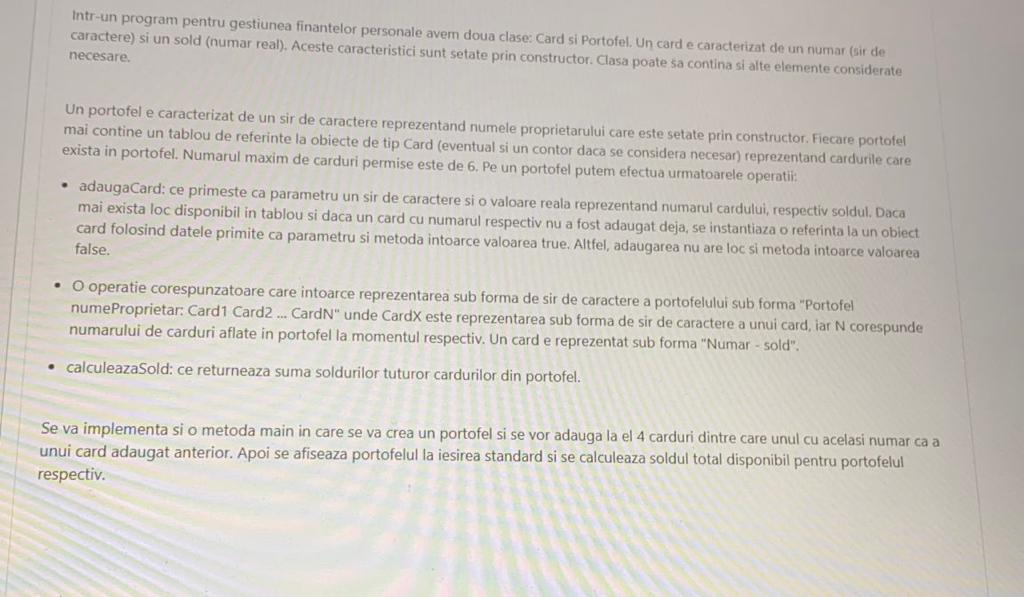 Intr-un program pentru gestiunea finantelor personale avem doua clase: Card si Portofel. Un card e caracterizat de un numar (sir de
caractere) si un sold (numar real). Aceste caracteristici sunt setate prin constructor. Clasa poate sa contina si alte elemente considerate
necesare.
Un portofel e caracterizat de un sir de caractere reprezentand numele proprietarului care este setate prin constructor. Fiecare portofel
mai contine un tablou de referinte la obiecte de tip Card (eventual si un contor daca se considera necesar) reprezentand cardurile care
exista in portofel. Numarul maxim de carduri permise este de 6. Pe un portofel putem efectua urmatoarele operatii:
• adaugaCard: ce primeste ca parametru un sir de caractere si o valoare reala reprezentand numarul cardului, respectiv soldul. Daca
mai exista loc disponibil in tablou si daca un card cu numarul respectiv nu a fost adaugat deja, se instantiaza o referinta la un obiect
card folosind datele primite ca parametru si metoda intoarce valoarea true. Altfel, adaugarea nu are loc si metoda intoarce valoarea
false.
• O operatie corespunzatoare care intoarce reprezentarea sub forma de sir de caractere a portofelului sub forma "Portofel
numeProprietar: Card1 Card2 ... CardN" unde CardX este reprezentarea sub forma de sir de caractere a unui card, iar N corespunde
numarului de carduri aflate in portofel la momentul respectiv. Un card e reprezentat sub forma "Numar - sold".
• calculeazaSold: ce returneaza suma soldurilor tuturor cardurilor din portofel.
Se va implementa si o metoda main in care se va crea un portofel si se vor adauga la el 4 carduri dintre care unul cu acelasi numar ca a
unui card adaugat anterior. Apoi se afiseaza portofelul la iesirea standard si se calculeaza soldul total disponibil pentru portofelul
respectiv.